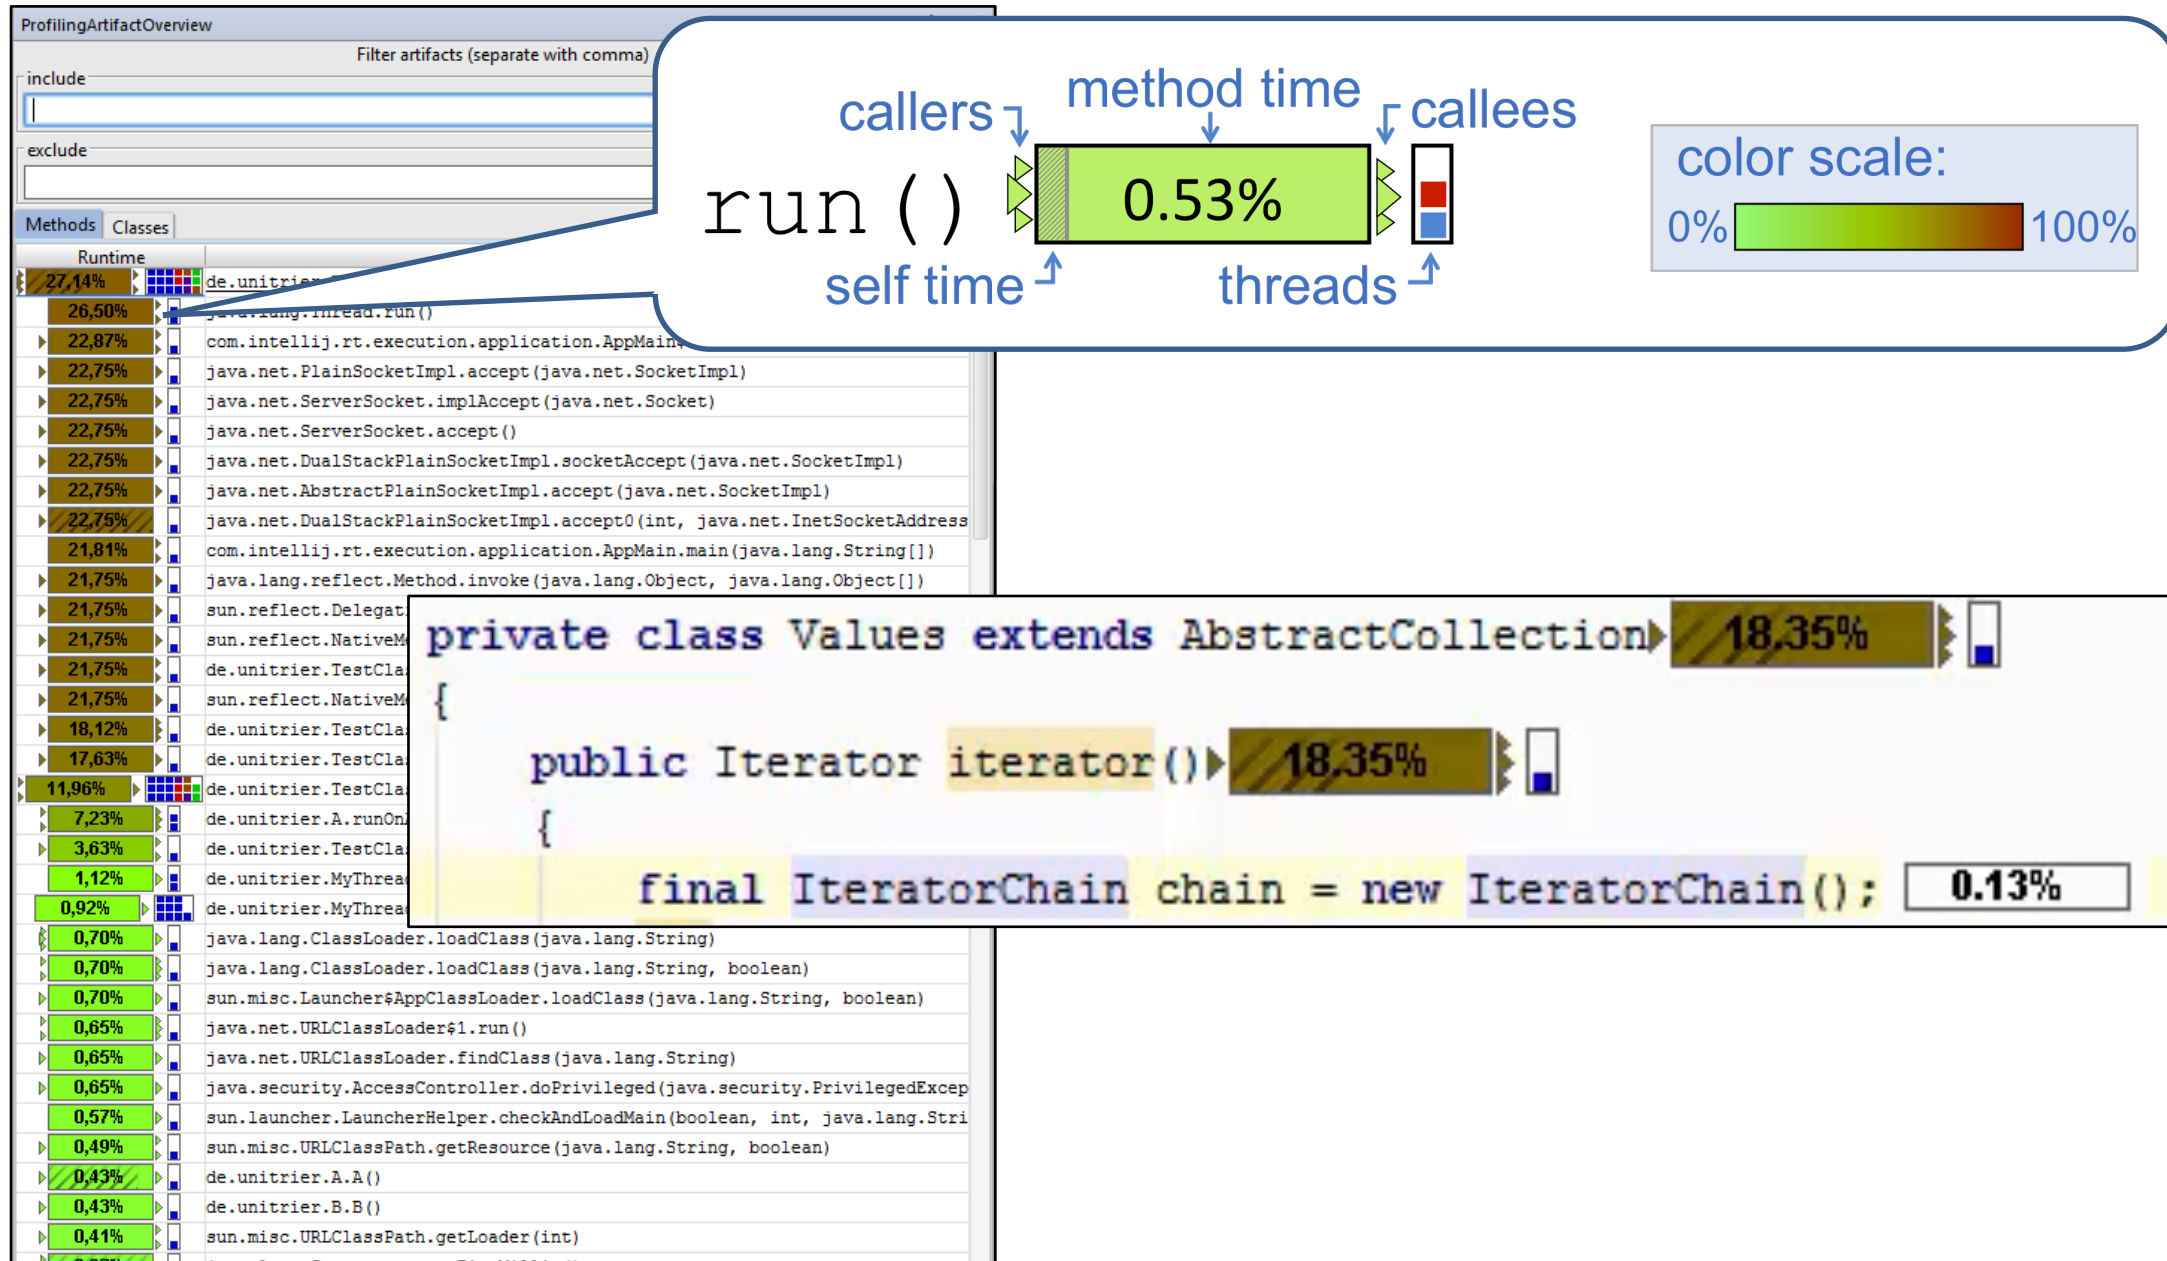 ProfilingArtifactOverview
Filter artifacts (separate with comma)
include
exclude
Methods Classes
Runtime
callers
method time
callees
run()
0.53%
self time
threads
color scale:
0%
100%
27,14% de.unitrier.
26,50% java.lang.Thread.run()
22,87% com.intellij.rt.execution.application.AppMain$
22,75% java.net.PlainSocketImpl.accept(java.net.SocketImpl)
22,75% java.net.ServerSocket.implAccept(java.net.Socket)
22,75% java.net.ServerSocket.accept()
22,75% java.net.DualStackPlainSocketImpl.socketAccept(java.net.SocketImpl)
22,75% java.net.AbstractPlainSocketImpl.accept(java.net.SocketImpl)
22,75% java.net.DualStackPlainSocketImpl.accept0(int, java.net.InetSocketAddress
21,81% com.intellij.rt.execution.application.AppMain.main(java.lang.String[])
21,75% java.lang.reflect.Method.invoke(java.lang.Object, java.lang.Object[])
21,75% sun.reflect.Delegat
21,75% sun.reflect.NativeM
21,75% de.unitrier.TestCla
21,75% sun.reflect.NativeM
18,12% de.unitrier.TestCla
17,63% de.unitrier.TestCla
11,96% de.unitrier.TestCla
7,23% de.unitrier.A.runOn
3,63% de.unitrier.TestCla
1,12% de.unitrier.MyThrea
0,92% de.unitrier.MyThrea
private class Values extends AbstractCollection 18.35%
{
public Iterator iterator() 18.35%
{
final IteratorChain chain = new IteratorChain(); 0.13%
0,70% java.lang.ClassLoader.loadClass(java.lang.String)
0,70% java.lang.ClassLoader.loadClass(java.lang.String, boolean)
0,70% sun.misc.Launcher$AppClassLoader.loadClass(java.lang.String, boolean)
0,65% java.net.URLClassLoader$1.run()
0,65% java.net.URLClassLoader.findClass(java.lang.String)
0,65% java.security.AccessController.doPrivileged(java.security.PrivilegedExcep
0,57% sun.launcher.LauncherHelper.checkAndLoadMain(boolean, int, java.lang.Stri
0,49% sun.misc.URLClassPath.getResource(java.lang.String, boolean)
0,43% de.unitrier.A.A()
0,43% de.unitrier.B.B()
0,41% sun.misc.URLClassPath.getLoader(int)